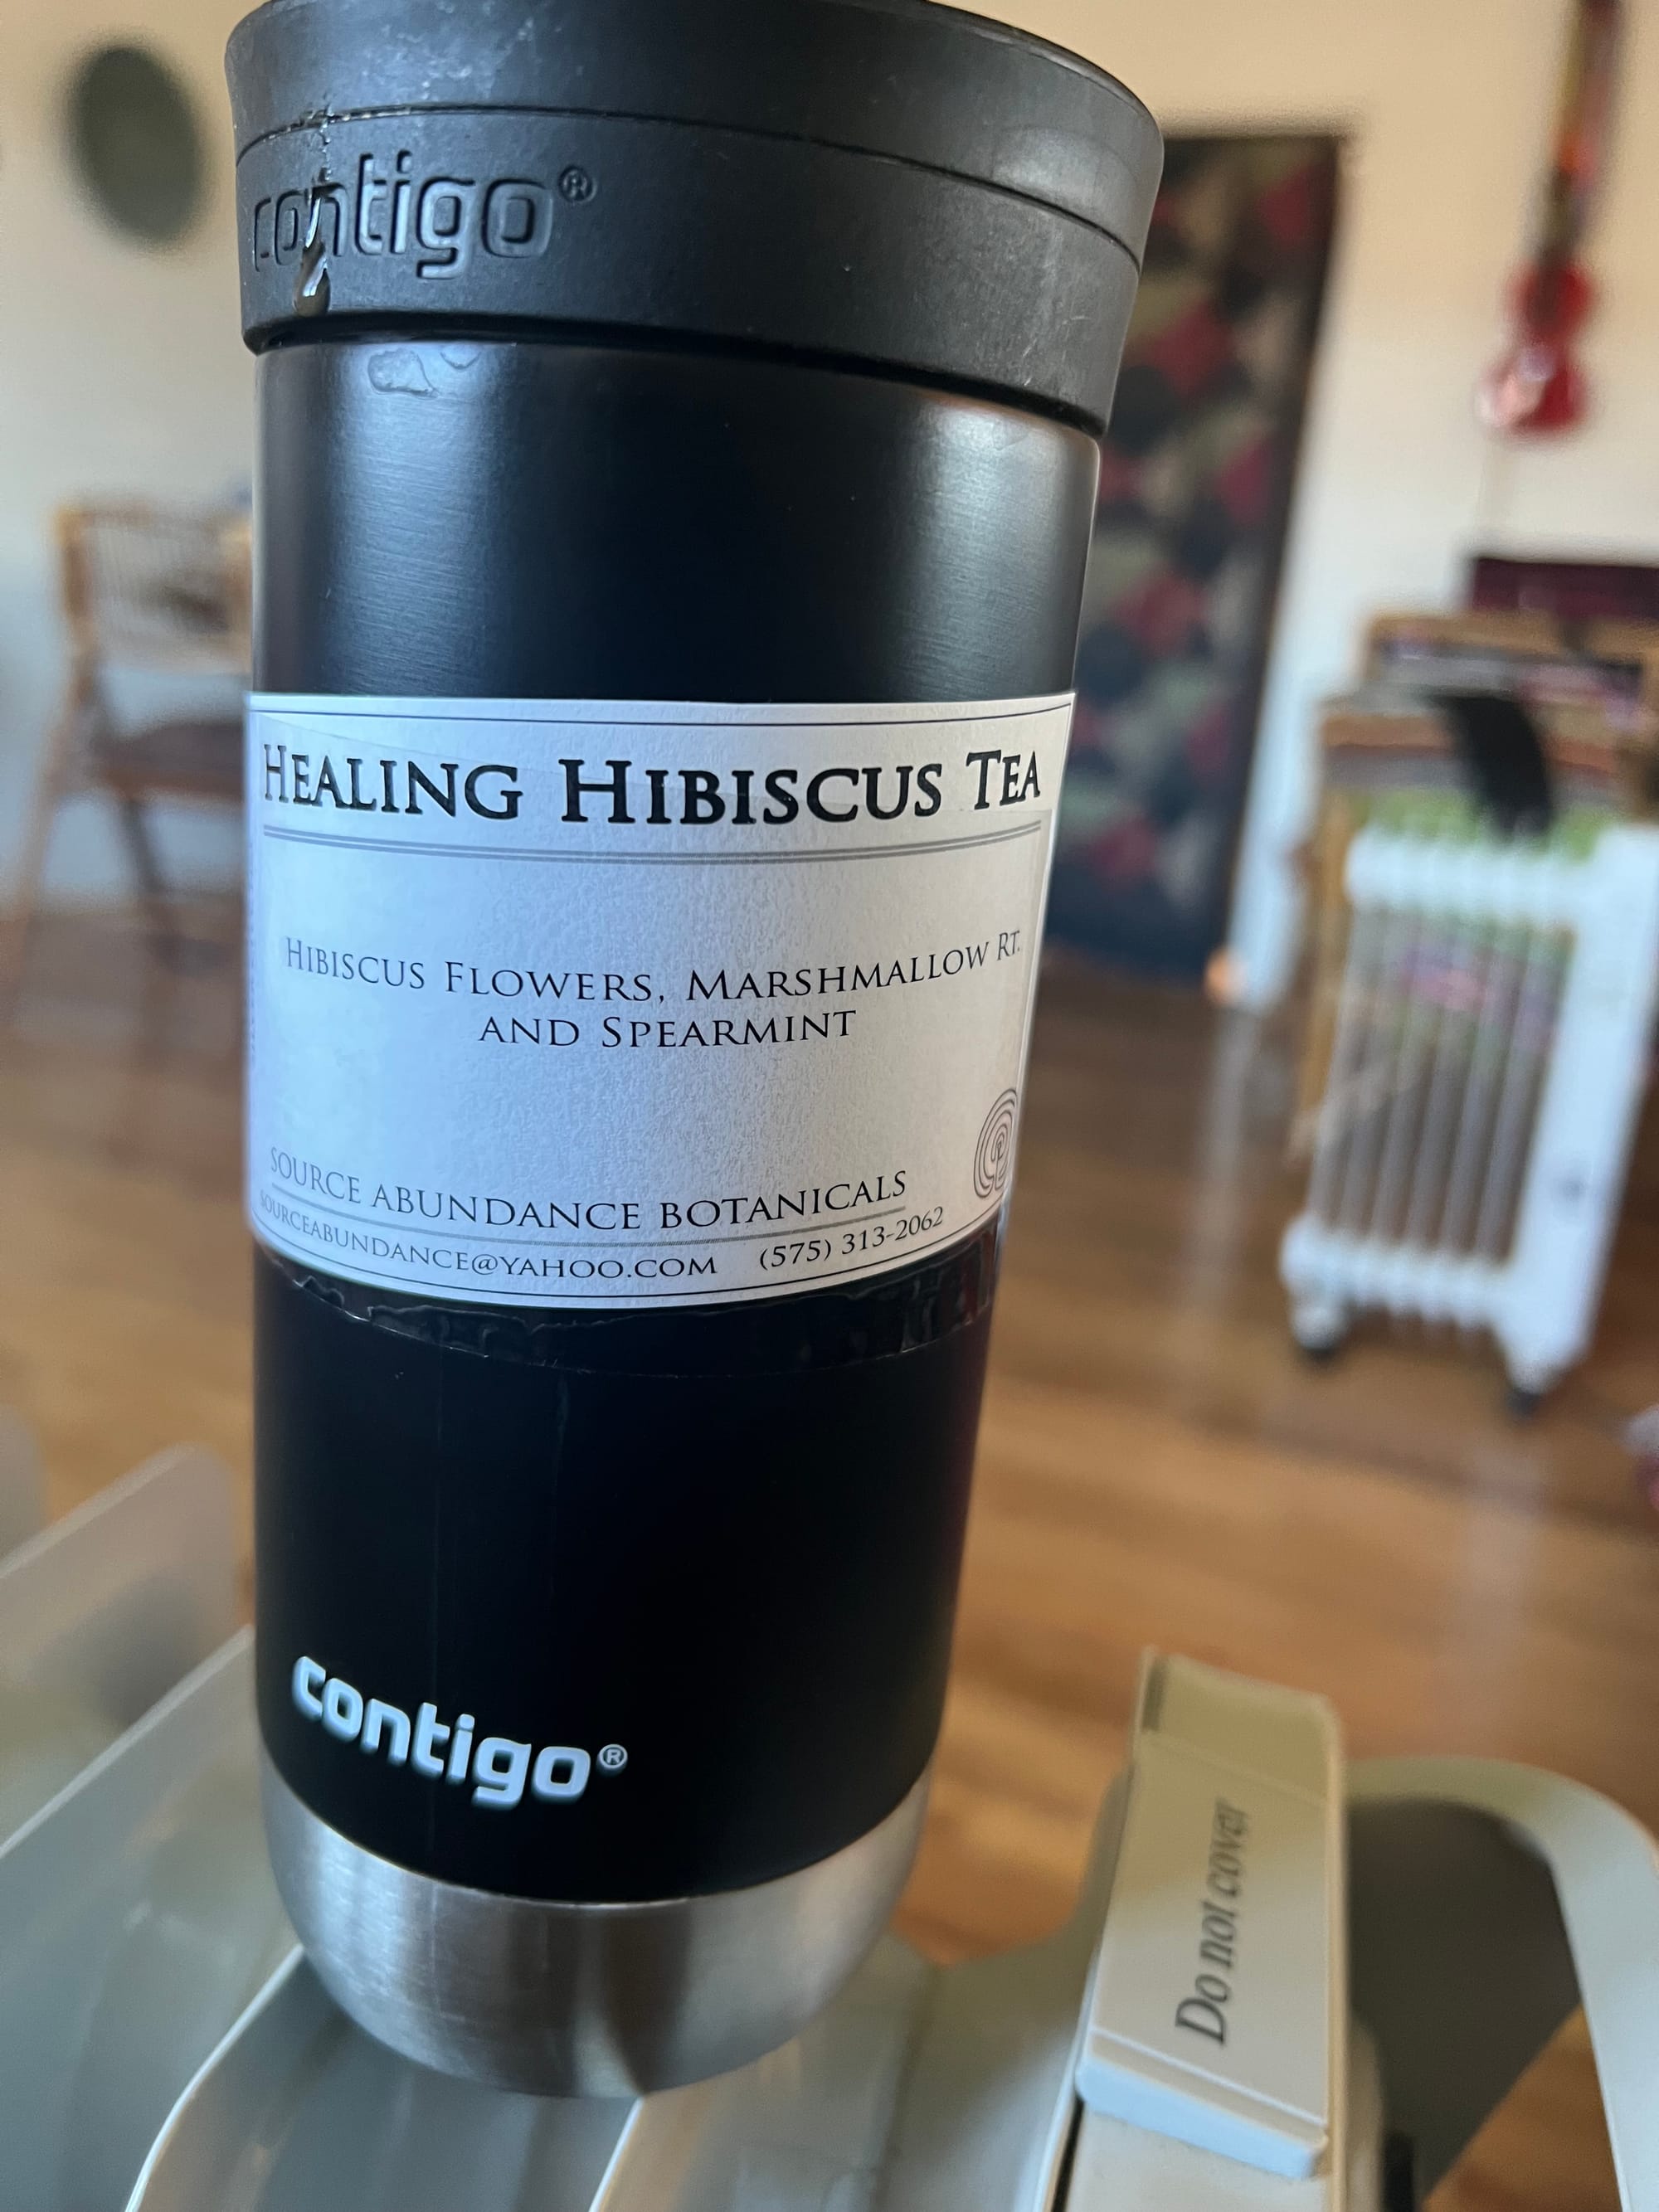 contigo®
HEALING HIBISCUS TEA
HIBISCUS FLOWERS, MARSHMALLOW RT.
AND SPEARMINT
SOURCE ABUNDANCE BOTANICALS
SOURCEABUNDANCE@YAHOO.COM (575) 313-2062
contigo®
Do not cover